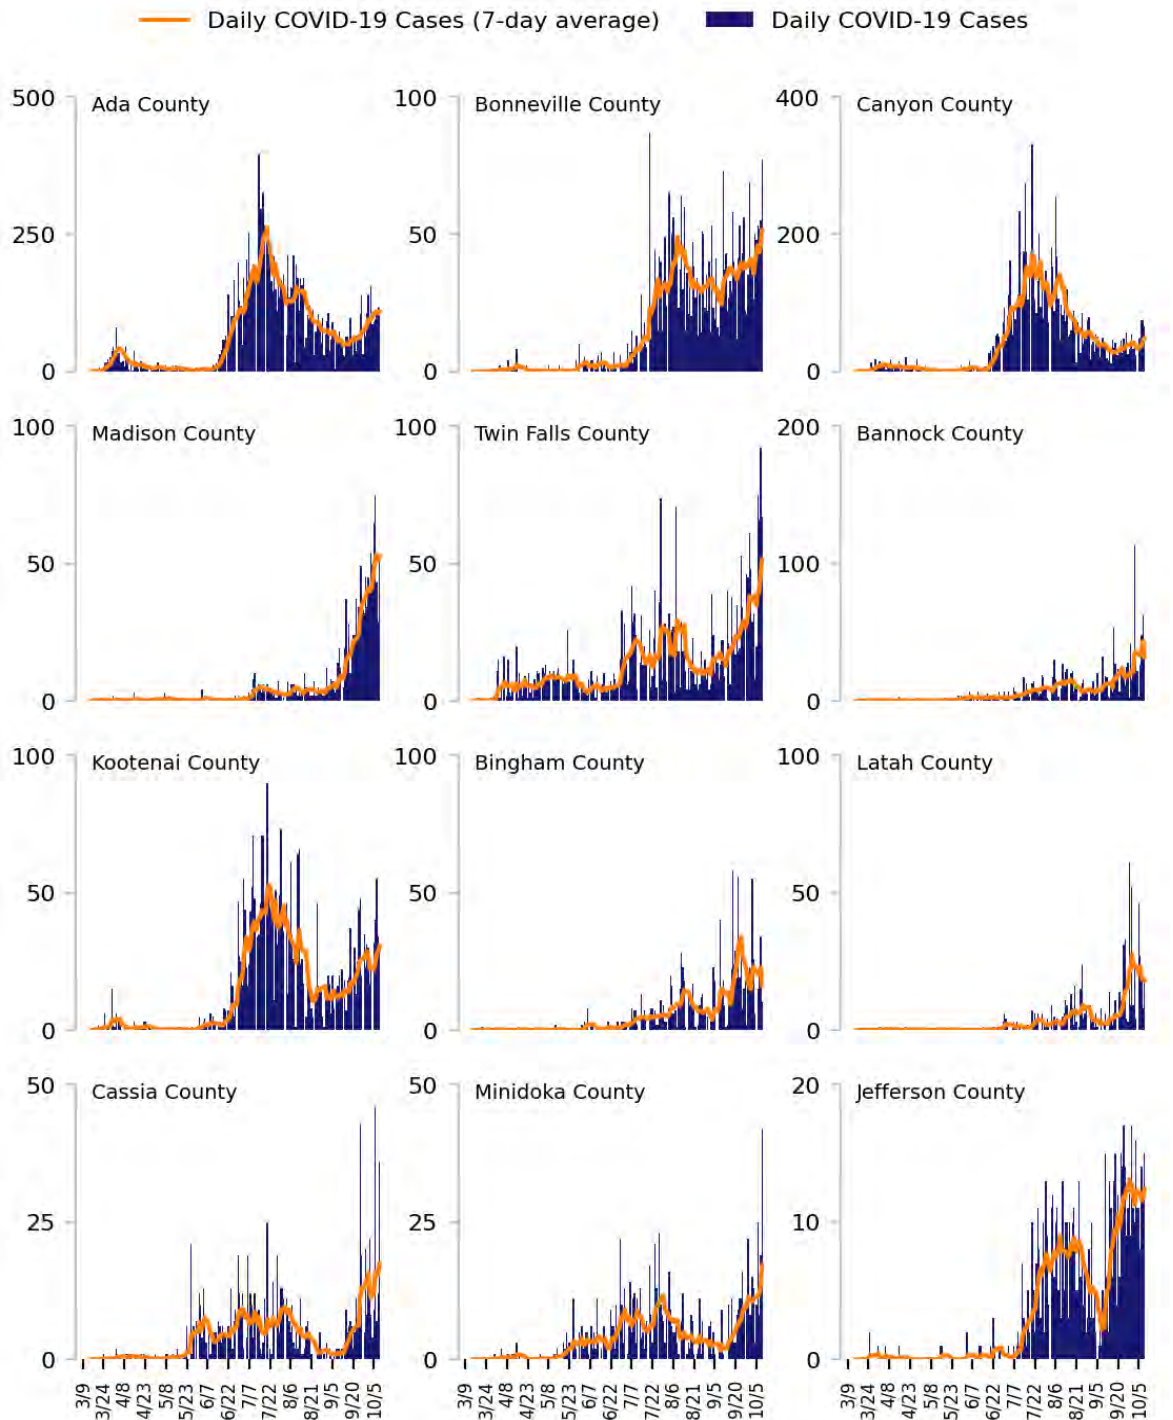 Daily COVID-19 Cases (7-day average) Daily COVID-19 Cases
500 Ada County 100 Bonneville County 400 Canyon County
250 50 200
0 0 0
100 Madison County 100 Twin Falls County 200 Bannock County
50 50 100
0 0 0
100 Kootenai County 100 Bingham County 100 Latah County
50 50 50
0 0 0
50 Cassia County 50 Minidoka County 20 Jefferson County
25 25 10
0 0 0
3/9 3/24 4/8 4/23 5/8 5/23 6/7 6/22 7/7 7/22 8/6 8/21 9/5 9/20 10/5 3/9 3/24 4/8 4/23 5/8 5/23 6/7 6/22 7/7 7/22 8/6 8/21 9/5 9/20 10/5 3/9 3/24 4/8 4/23 5/8 5/23 6/7 6/22 7/7 7/22 8/6 8/21 9/5 9/20 10/5